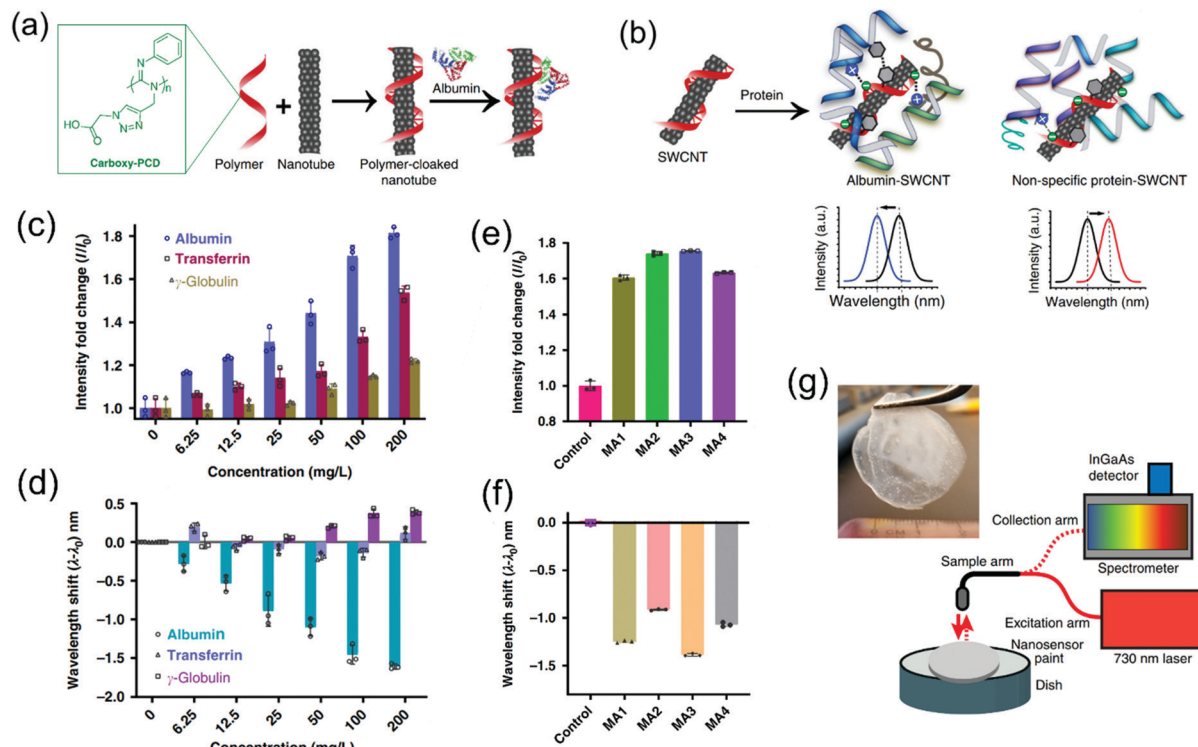 (a)
N
N
n
N
N
N
HO
O
Carboxy-PCD
Polymer
+
Nanotube
Polymer-cloaked
nanotube
Albumin
(b)
SWCNT
Protein
Albumin-SWCNT
Non-specific protein-SWCNT
Intensity (a.u.)
Wavelength (nm)
Intensity (a.u.)
Wavelength (nm)
(c)
Intensity fold change (I/I0)
1.8
1.6
1.4
1.2
1.0
Albumin
Transferrin
γ-Globulin
0
6.25
12.5
25
50
100
200
Concentration (mg/L)
(d)
Wavelength shift (λ-λ0) nm
0.5
0.0
−0.5
−1.0
−1.5
−2.0
Albumin
Transferrin
γ-Globulin
0
6.25
12.5
25
50
100
200
Concentration (mg/L)
(e)
Intensity fold change (I/I0)
1.8
1.6
1.4
1.2
1.0
0.8
Control
MA1
MA2
MA3
MA4
(f)
Wavelength shift (λ-λ0) nm
0.0
−0.5
−1.0
−1.5
Control
MA1
MA2
MA3
MA4
(g)
InGaAs
detector
Collection arm
Spectrometer
Sample arm
Excitation arm
Nanosensor
paint
730 nm laser
Dish